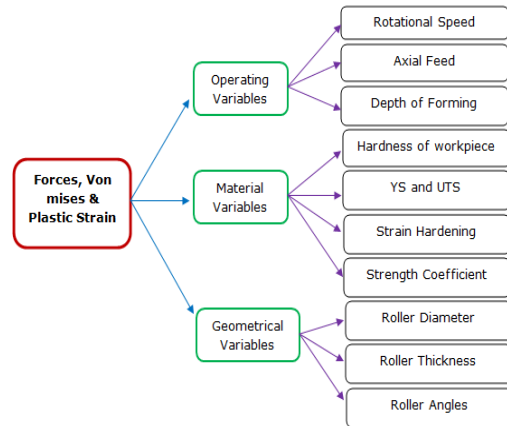 Forces, Von
mises &
Plastic Strain
Operating
Variables
Material
Variables
Geometrical
Variables
Rotational Speed
Axial Feed
Depth of Forming
Hardness of workpiece
YS and UTS
Strain Hardening
Strength Coefficient
Roller Diameter
Roller Thickness
Roller Angles